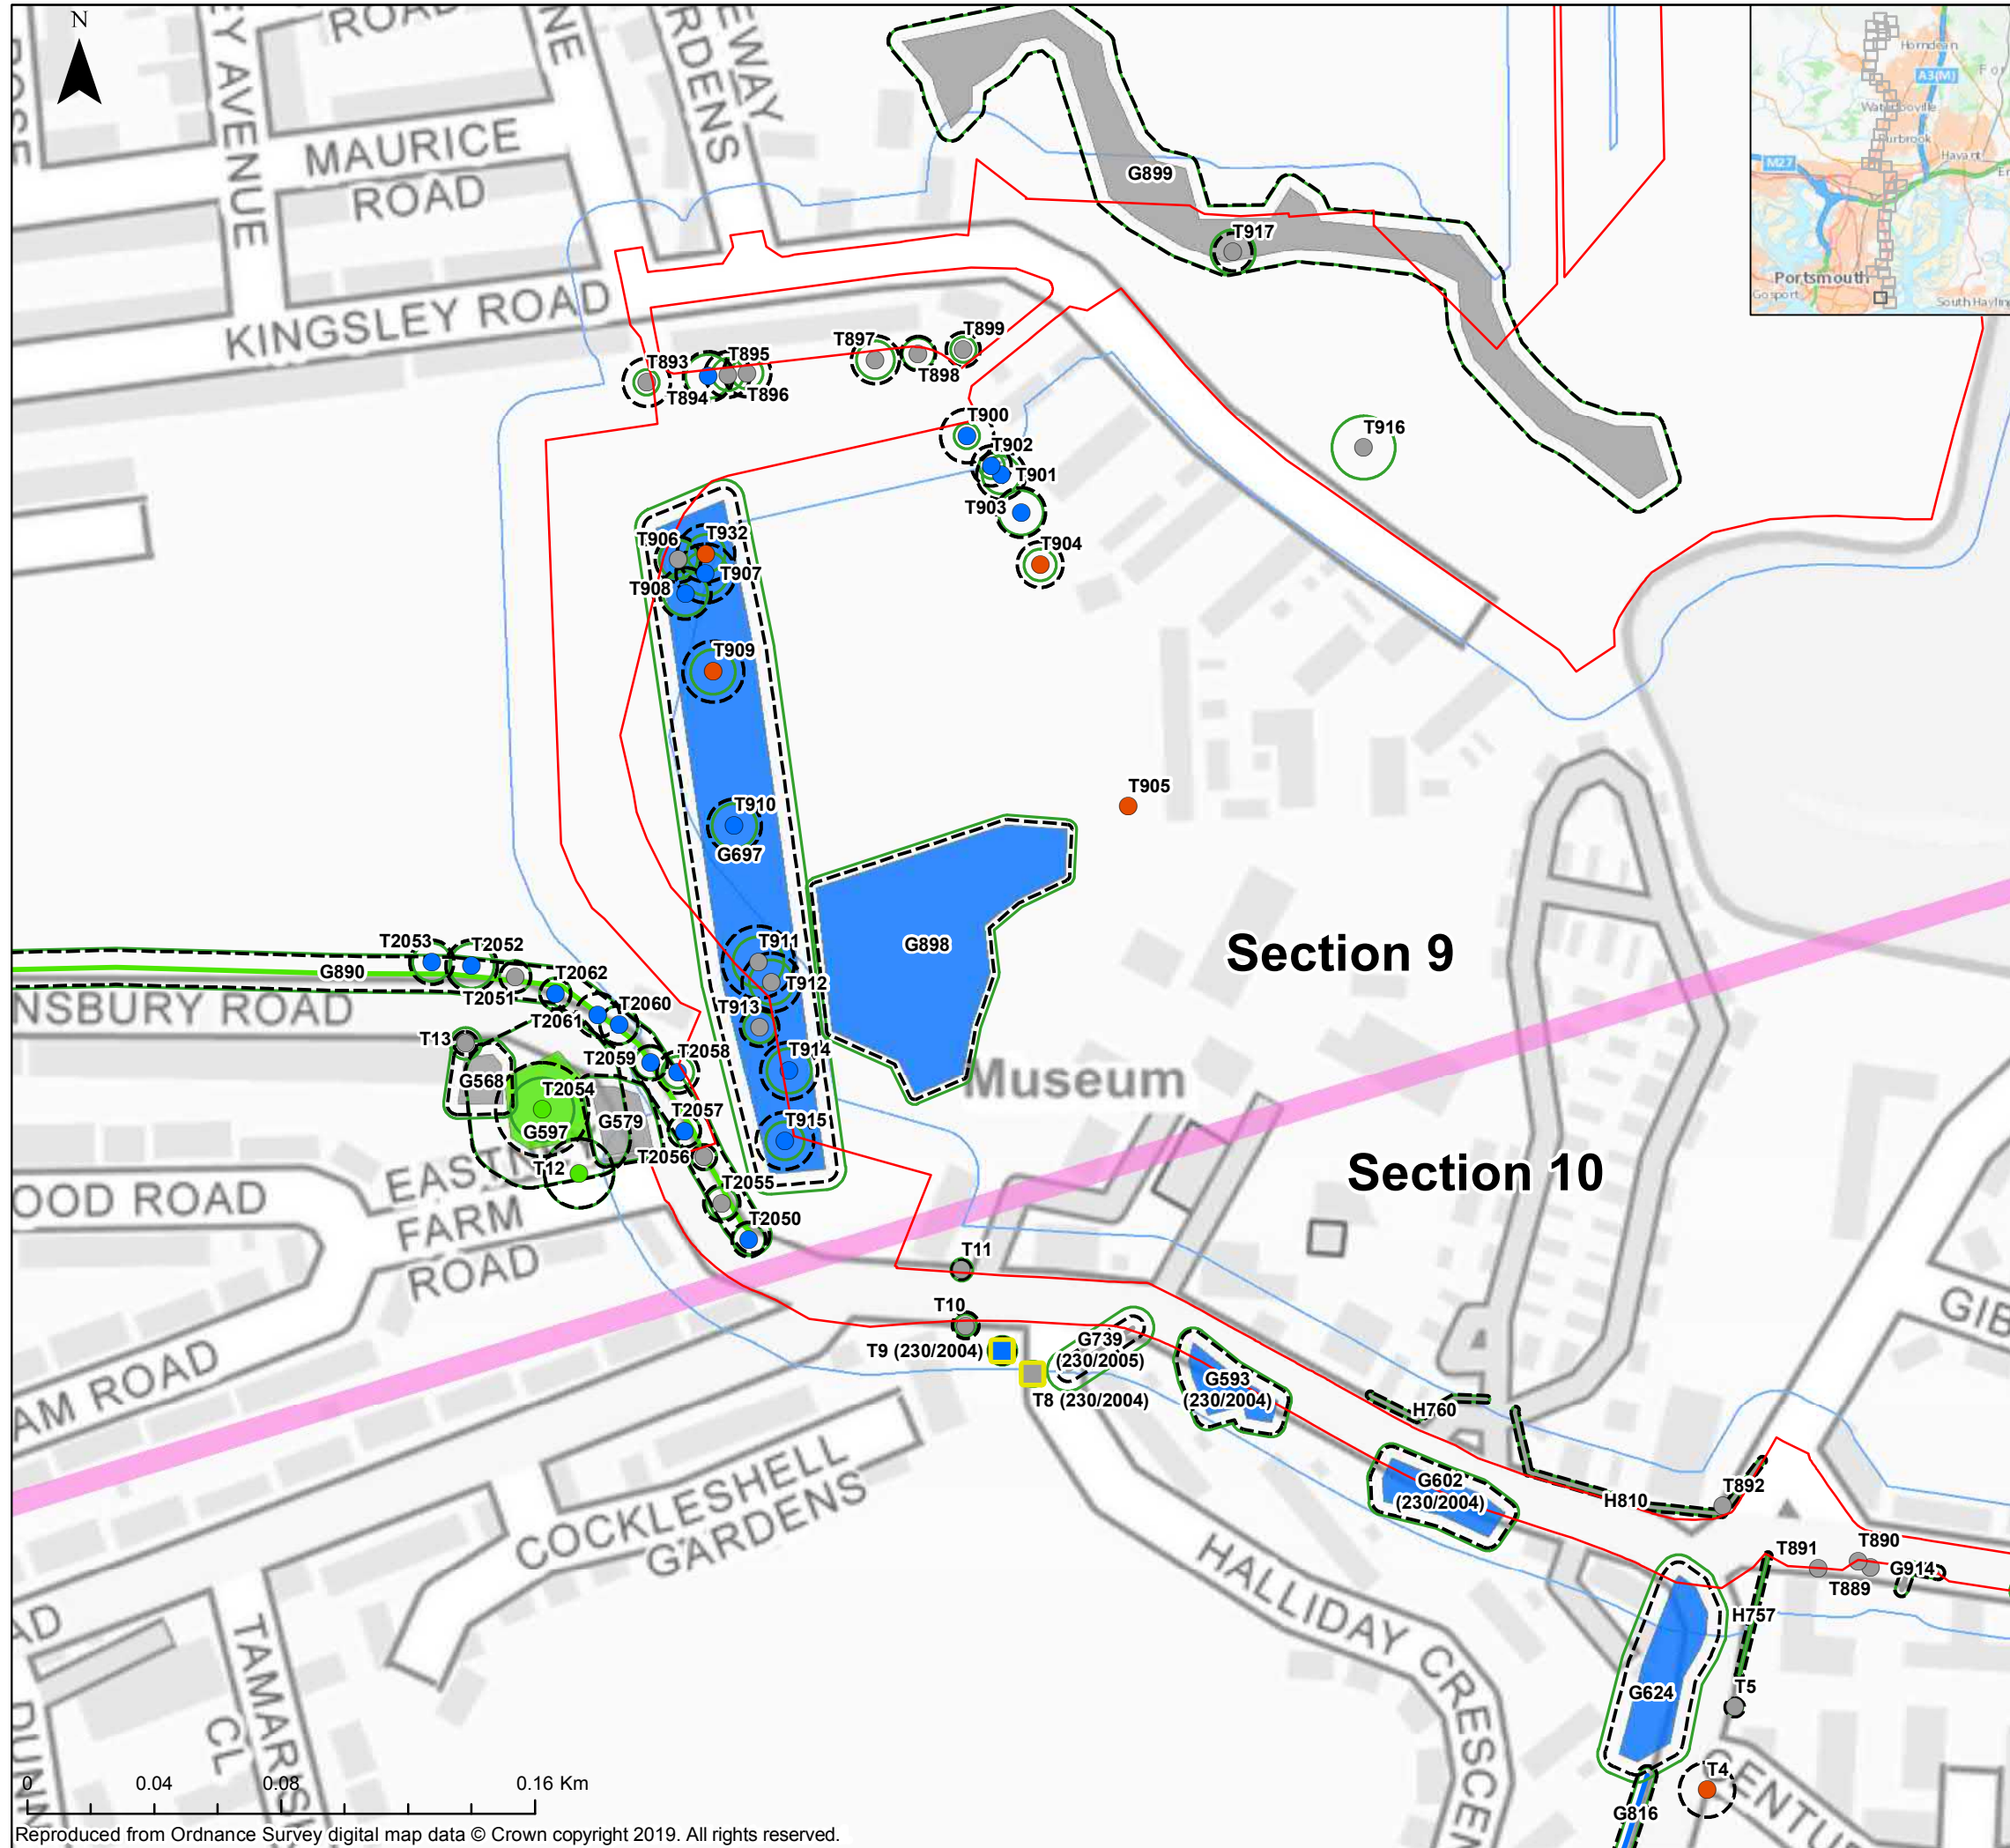 N
ROAD
MAURICE
ROAD
KINGSLEY ROAD
EY AVENUE
NE
EWAY
RDENS
Horndean
A3(M)
Waterlooville
Purbrook
Havant
M27
Portsmouth
Gosport
South Hayling
G899
T917
T916
T893
T894
T895
T896
T897
T898
T899
T900
T902
T901
T903
T904
T906
T932
T907
T908
T909
T905
T910
G697
G898
T911
T912
T913
T914
T915
Section 9
Museum
Section 10
T2053
T2052
G890
T2051
T2062
T2061
T2060
NSBURY ROAD
T13
T2059
T2058
G568
T2054
G597
G579
T2057
T12
T2056
T2055
T2050
OOD ROAD
FARM
ROAD
AM ROAD
T11
T10
T9 (230/2004)
T8 (230/2004)
G739
(230/2005)
G593
(230/2004)
H760
G602
(230/2004)
H810
T892
T891
T890
T889
G914
H757
G624
T5
T4
G816
GIB
COCKLESHELL
GARDENS
HALLIDAY CRESCEN
CENTU
AD
TAMARIS
CL
DUNN
0
0.04
0.08
0.16 Km
Reproduced from Ordnance Survey digital map data © Crown copyright 2019. All rights reserved.